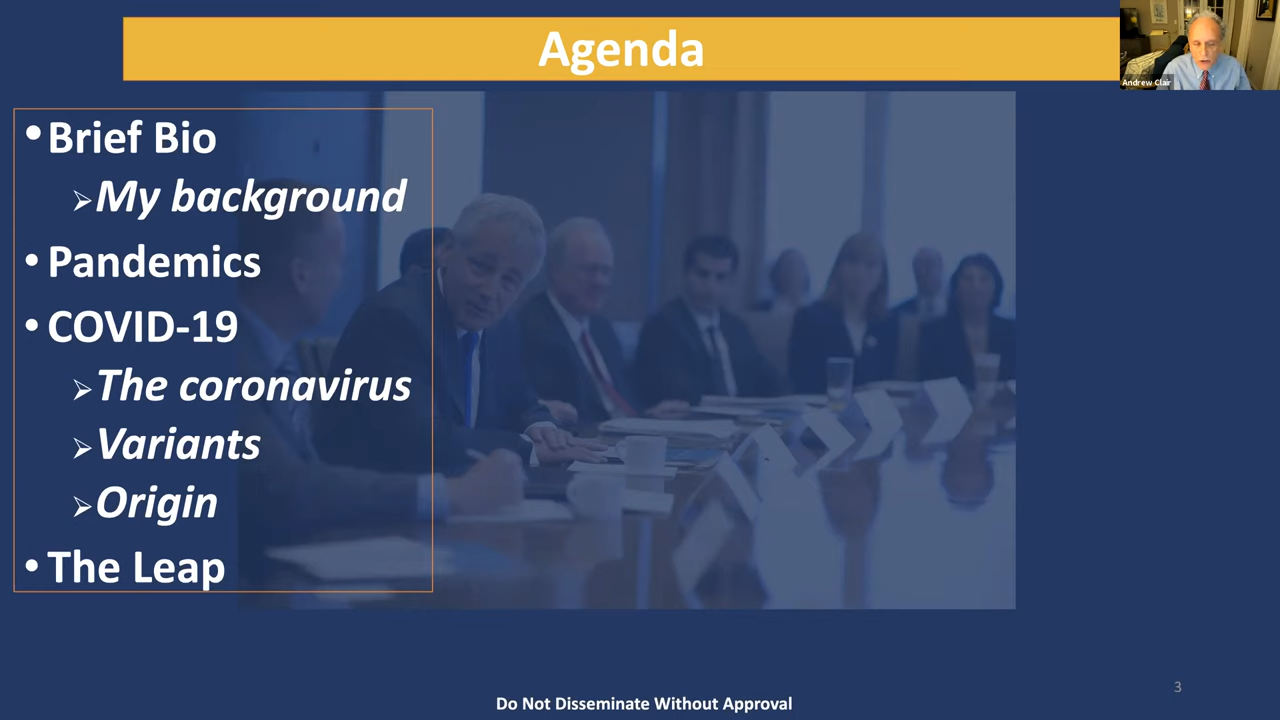 Agenda
Andrew Clair
• Brief Bio
➢ My background
• Pandemics
• COVID-19
➢ The coronavirus
➢ Variants
➢ Origin
• The Leap
3
Do Not Disseminate Without Approval